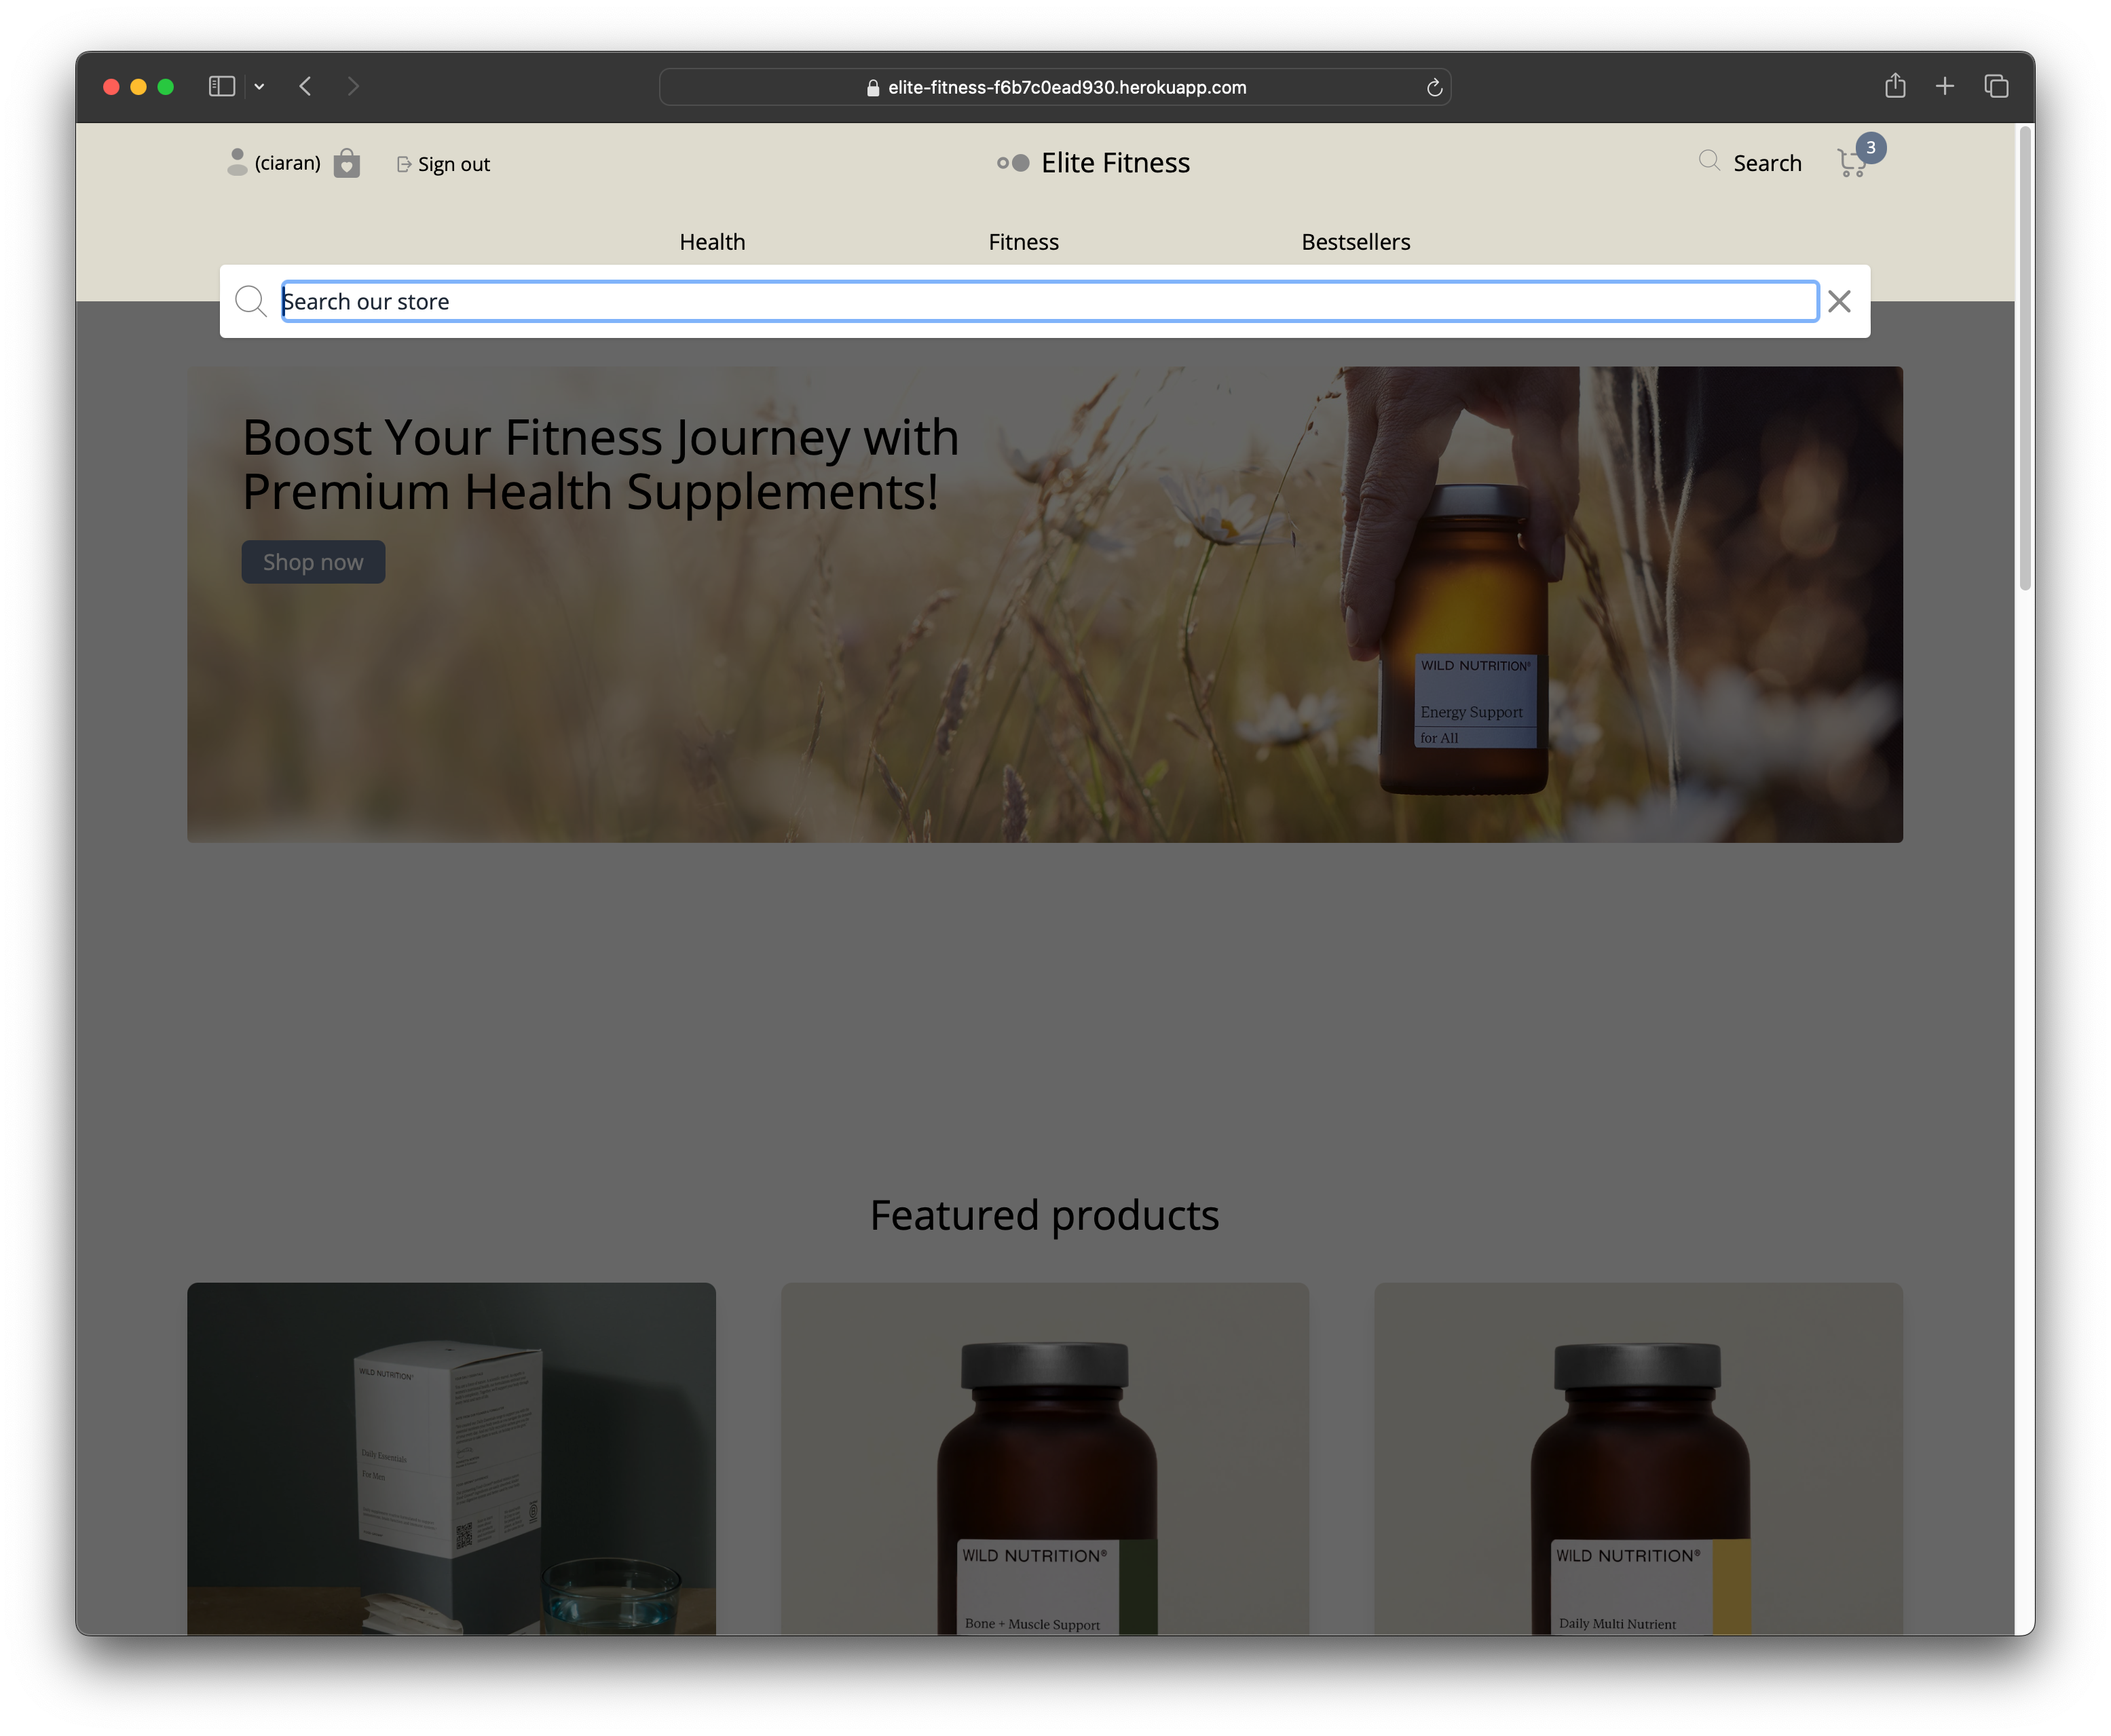 elite-fitness-f6b7c0ead930.herokuapp.com
(ciaran)
Sign out
Elite Fitness
Search
3
Health
Fitness
Bestsellers
Search our store
Boost Your Fitness Journey with
Premium Health Supplements!
Shop now
WILD NUTRITION®
Energy Support
for All
Featured products
WILD NUTRITION®
Daily Essentials
For Men
WILD NUTRITION®
Bone + Muscle Support
WILD NUTRITION®
Daily Multi Nutrient